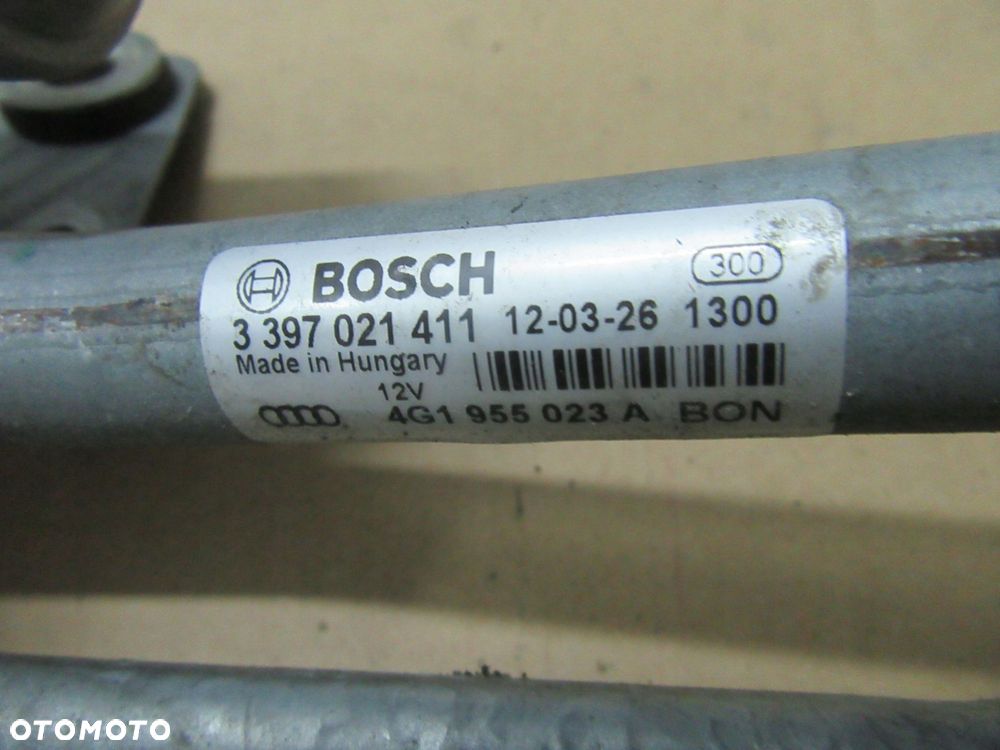 BOSCH 300
3 397 021 411 12-03-26 1300
Made in Hungary
12V
4G1 955 023 A BON
OTOMOTO